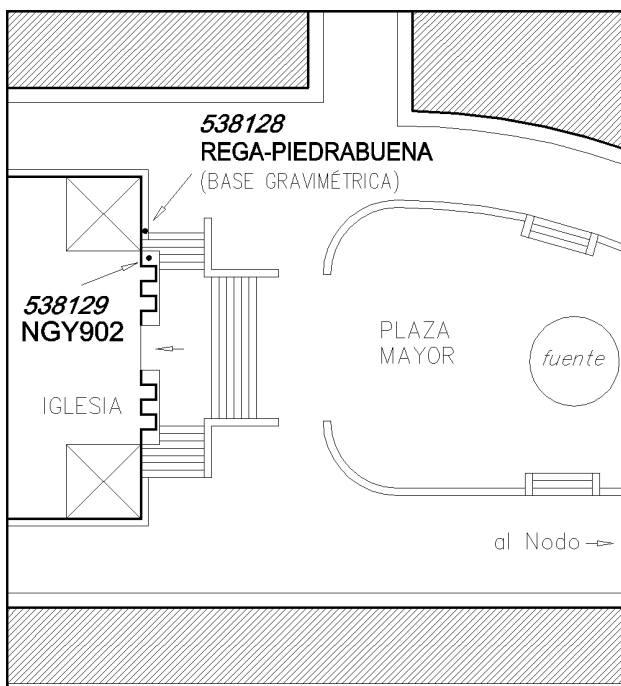 538128
REGA-PIEDRABUENA
(BASE GRAVIMÉTRICA)
538129
NGY902
PLAZA
MAYOR
fuente
IGLESIA
al Nodo